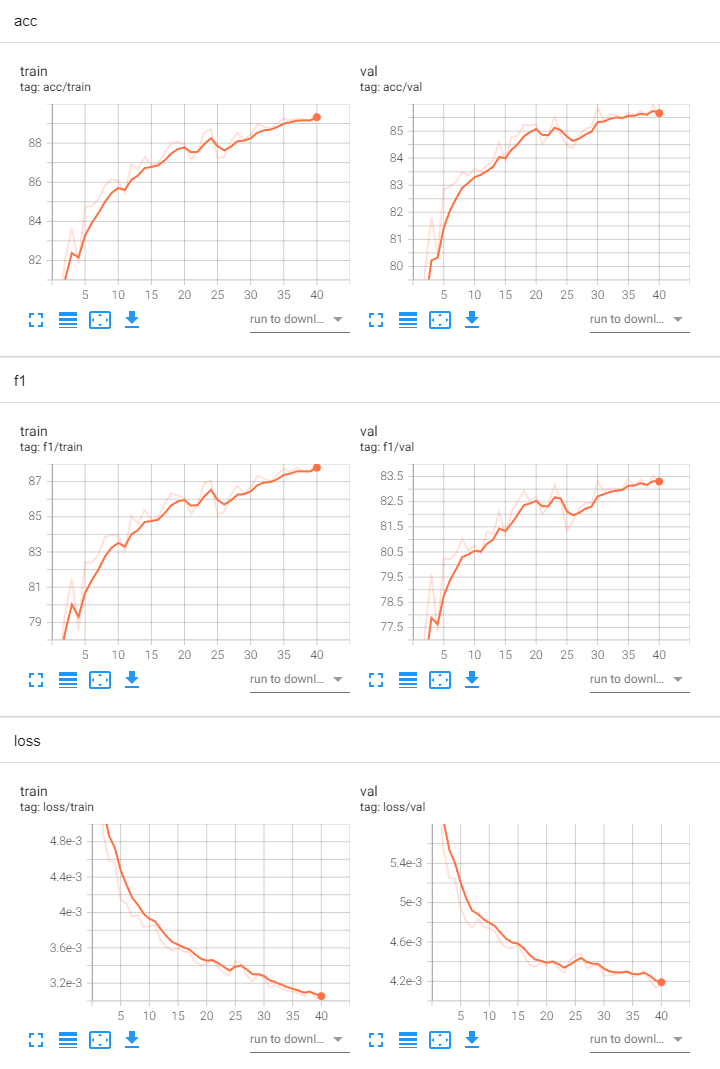 acc
train
tag: acc/train
88
86
84
82
5 10 15 20 25 30 35 40
run to downl...
val
tag: acc/val
85
84
83
82
81
80
5 10 15 20 25 30 35 40
run to downl...
f1
train
tag: f1/train
87
85
83
81
79
5 10 15 20 25 30 35 40
run to downl...
val
tag: f1/val
83.5
82.5
81.5
80.5
79.5
78.5
77.5
5 10 15 20 25 30 35 40
run to downl...
loss
train
tag: loss/train
4.8e-3
4.4e-3
4e-3
3.6e-3
3.2e-3
5 10 15 20 25 30 35 40
run to downl...
val
tag: loss/val
5.4e-3
5e-3
4.6e-3
4.2e-3
5 10 15 20 25 30 35 40
run to downl...